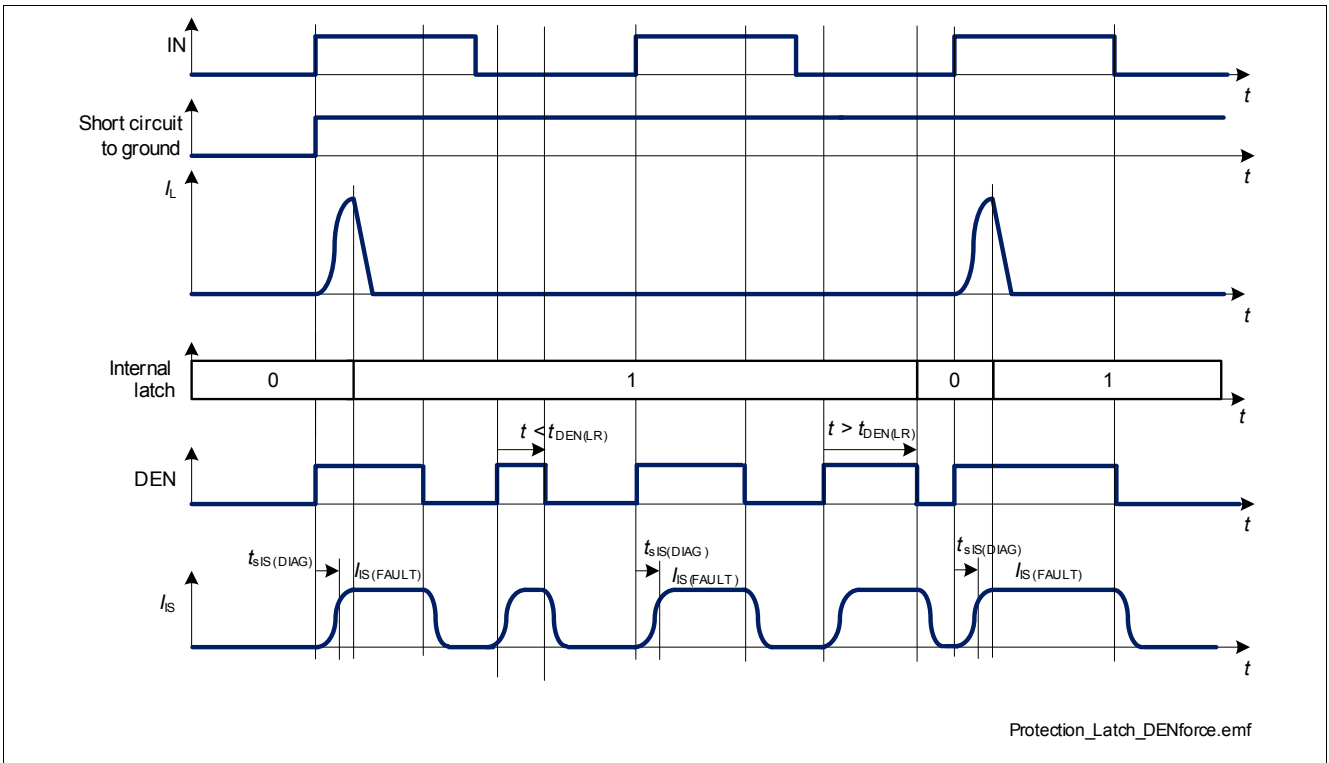 IN
t
Short circuit
to ground
t
IL
t
Internal
latch
0
1
0
1
t
t < tDEN(LR)
t > tDEN(LR)
DEN
t
tsIS(DIAG)
IIS(FAULT)
tsIS(DIAG)
IIS(FAULT)
tsIS(DIAG)
IIS(FAULT)
IIS
t
Protection_Latch_DENforce.emf